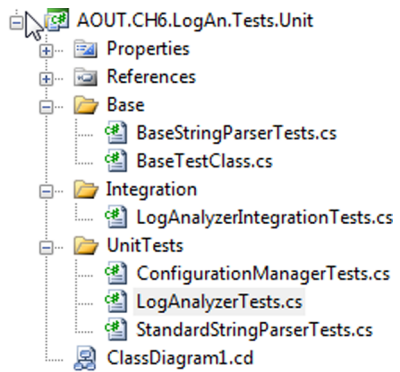 AOUT.CH6.LogAn.Tests.Unit
Properties
References
Base
BaseStringParserTests.cs
BaseTestClass.cs
Integration
LogAnalyzerIntegrationTests.cs
UnitTests
ConfigurationManagerTests.cs
LogAnalyzerTests.cs
StandardStringParserTests.cs
ClassDiagram1.cd